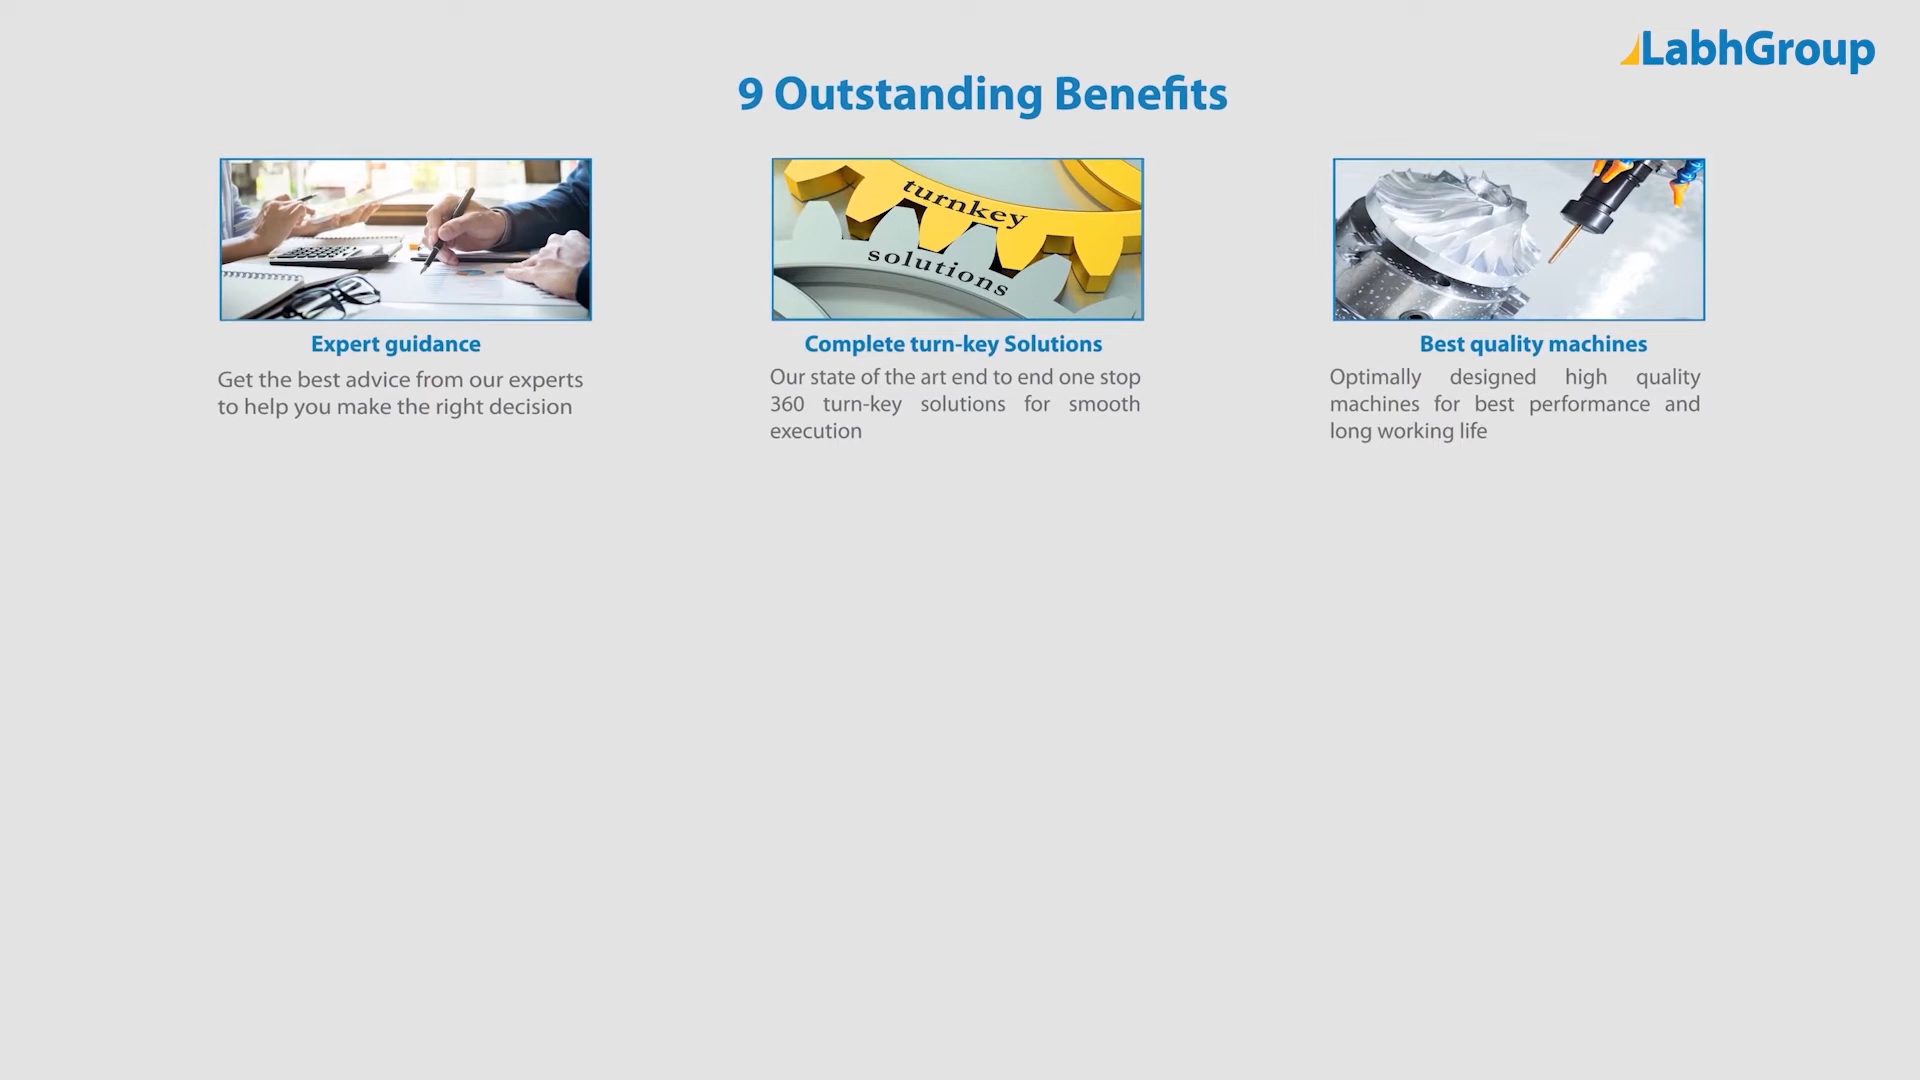 LabhGroup
9 Outstanding Benefits
turnkey
solutions
Expert guidance
Get the best advice from our experts
to help you make the right decision
Complete turn-key Solutions
Our state of the art end to end one stop
360 turn-key solutions for smooth
execution
Best quality machines
Optimally designed high quality
machines for best performance and
long working life